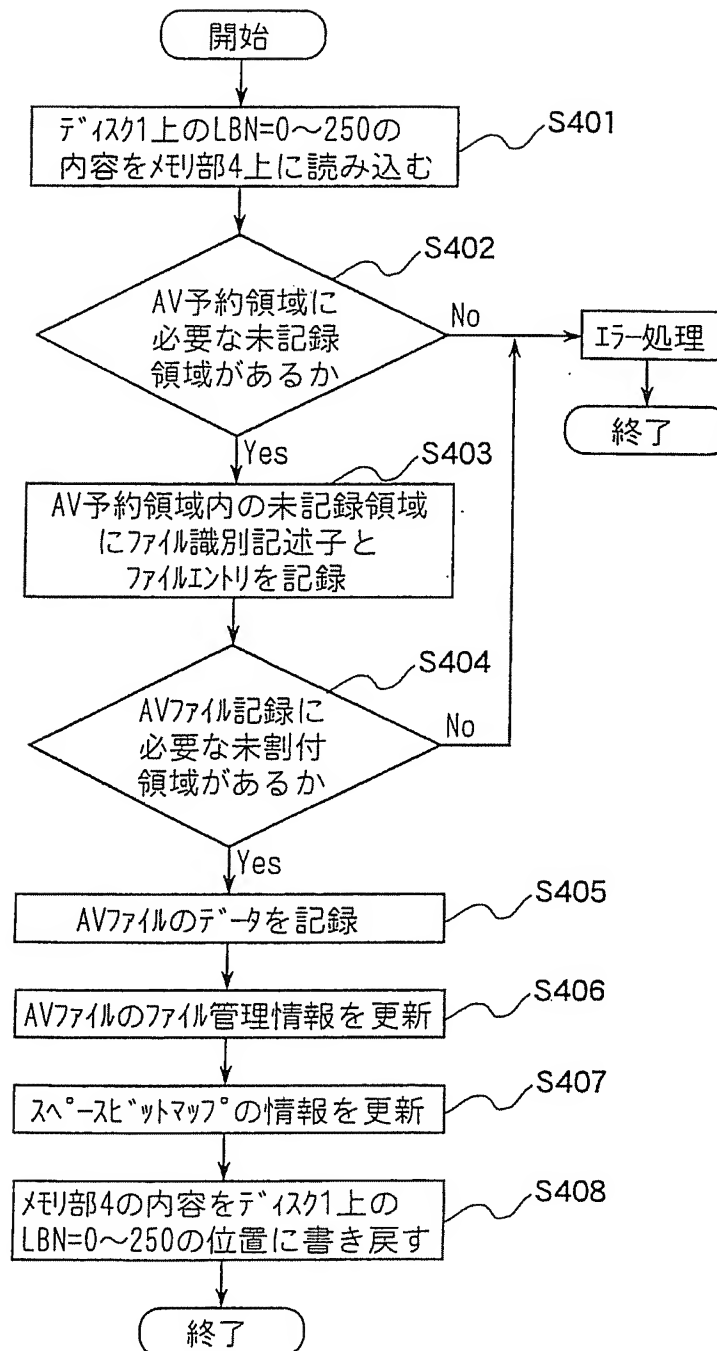 開始
ディスク1上のLBN=0~250の
内容をメモリ部4上に読み込む
S401
S402
AV予約領域に
必要な未記録
領域があるか
No
エラー処理
終了
Yes
S403
AV予約領域内の未記録領域
にファイル識別記述子と
ファイルエントリを記録
S404
AVファイル記録に
必要な未割付
領域があるか
No
Yes
AVファイルのデータを記録
S405
AVファイルのファイル管理情報を更新
S406
スペースビットマップの情報を更新
S407
メモリ部4の内容をディスク1上の
LBN=0~250の位置に書き戻す
S408
終了